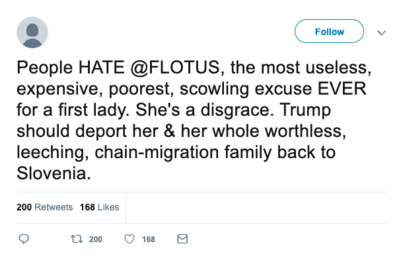 Follow
People HATE @FLOTUS, the most useless,
expensive, poorest, scowling excuse EVER
for a first lady. She's a disgrace. Trump
should deport her & her whole worthless,
leeching, chain-migration family back to
Slovenia.
200 Retweets 168 Likes
200 168